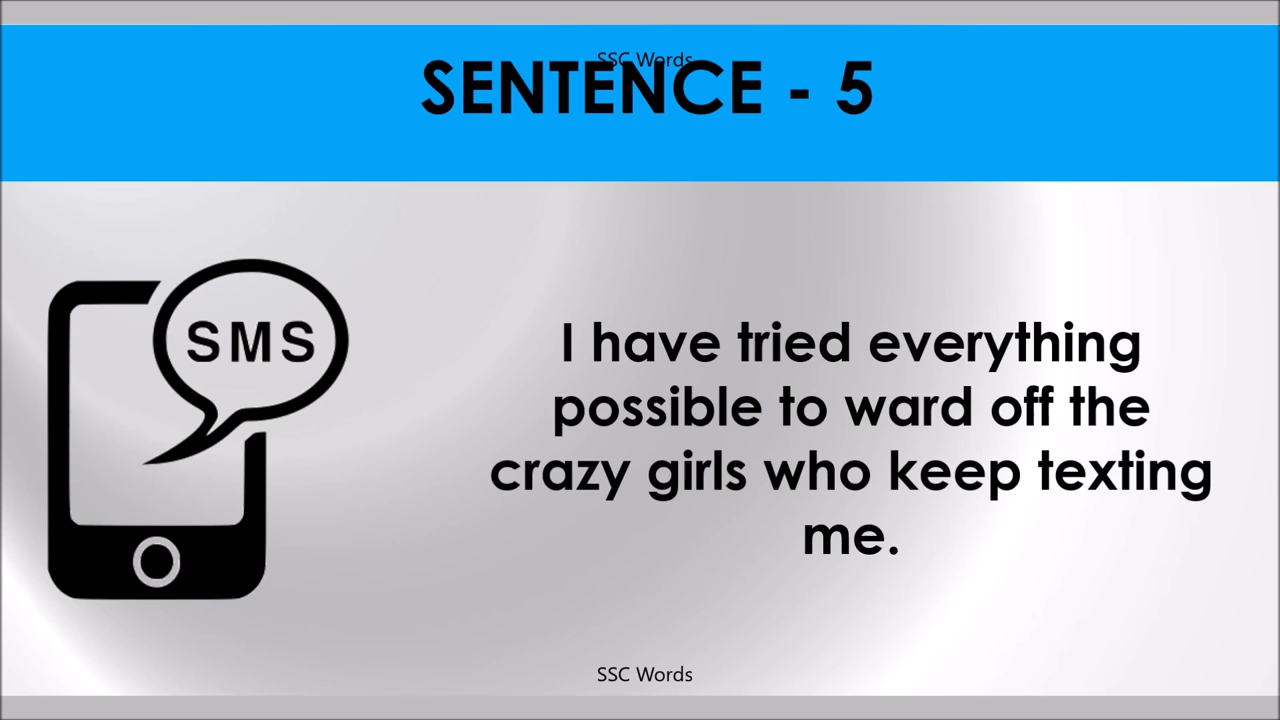 SSC Words
SENTENCE - 5
SMS
I have tried everything
possible to ward off the
crazy girls who keep texting
me.
SSC Words